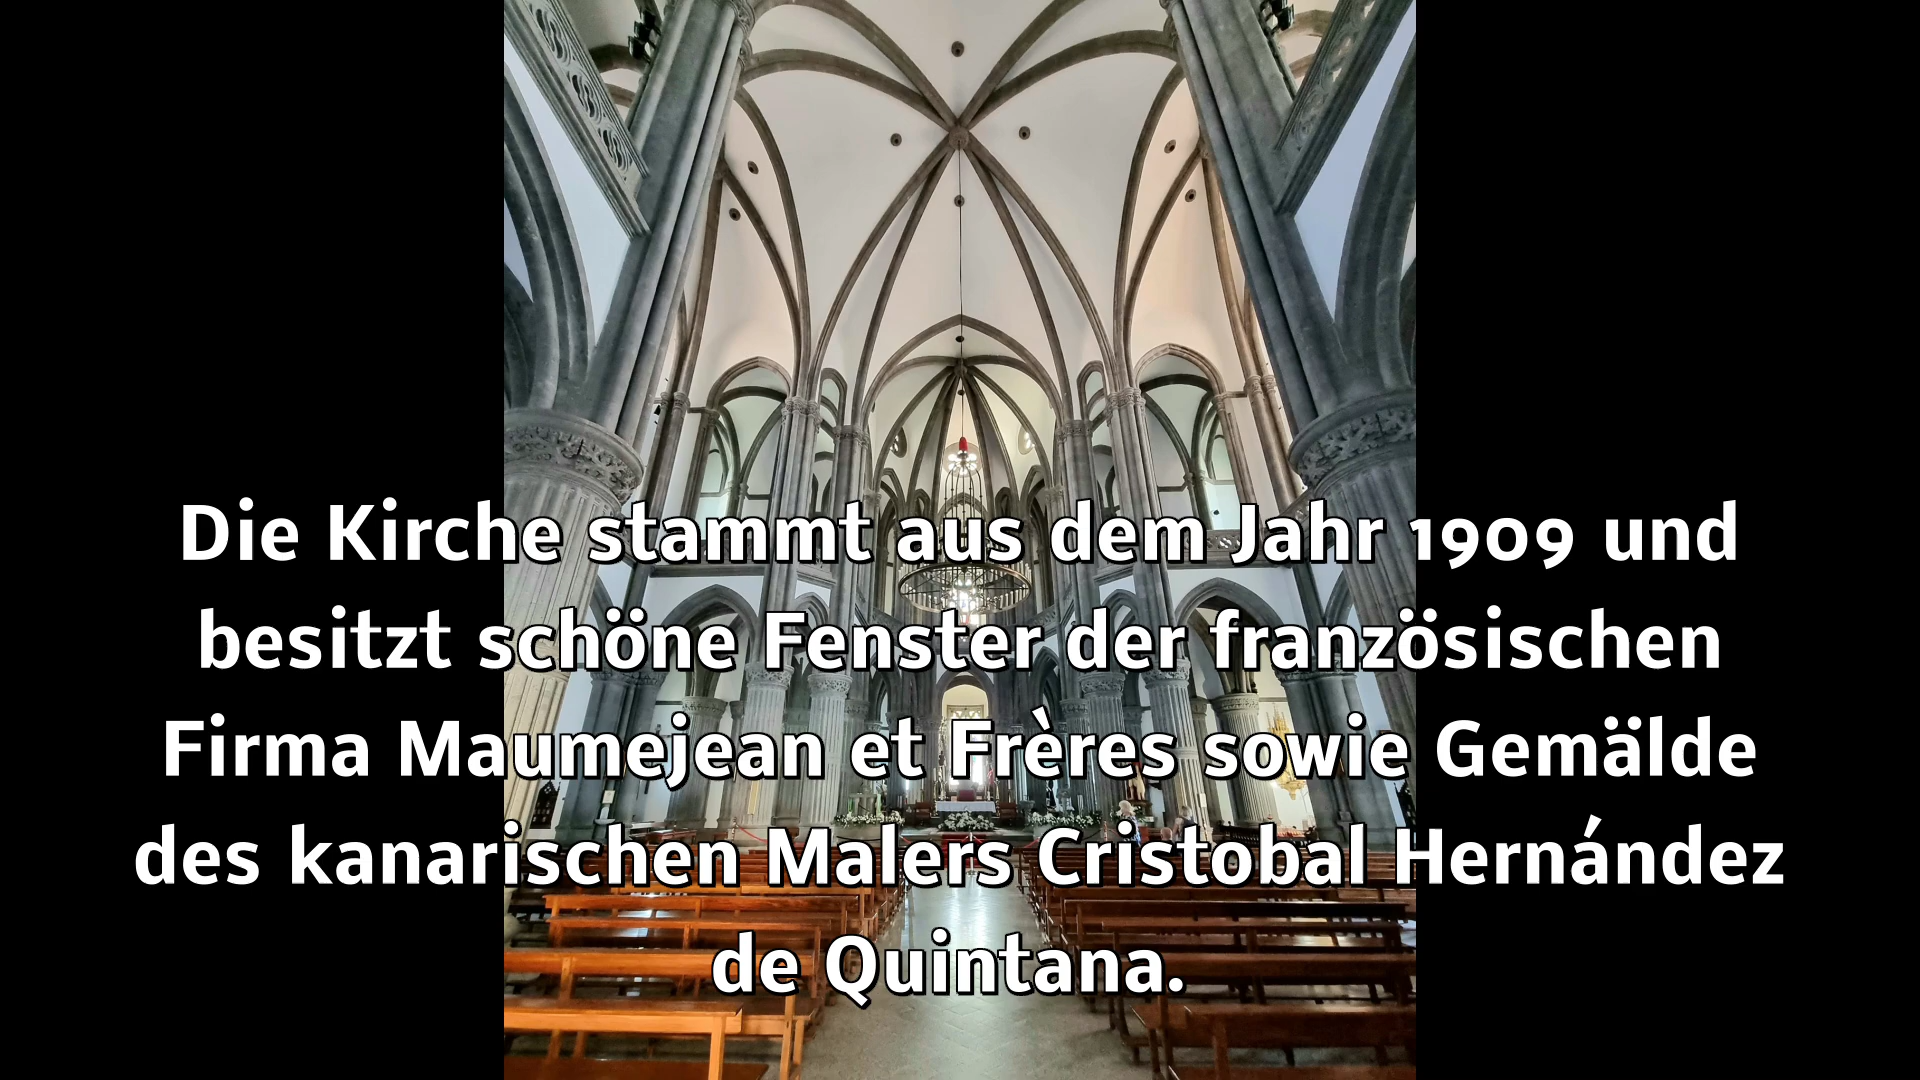 Die Kirche stammt aus dem Jahr 1909 und
besitzt schöne Fenster der französischen
Firma Maumejean et Frères sowie Gemälde
des kanarischen Malers Cristobal Hernández
de Quintana.